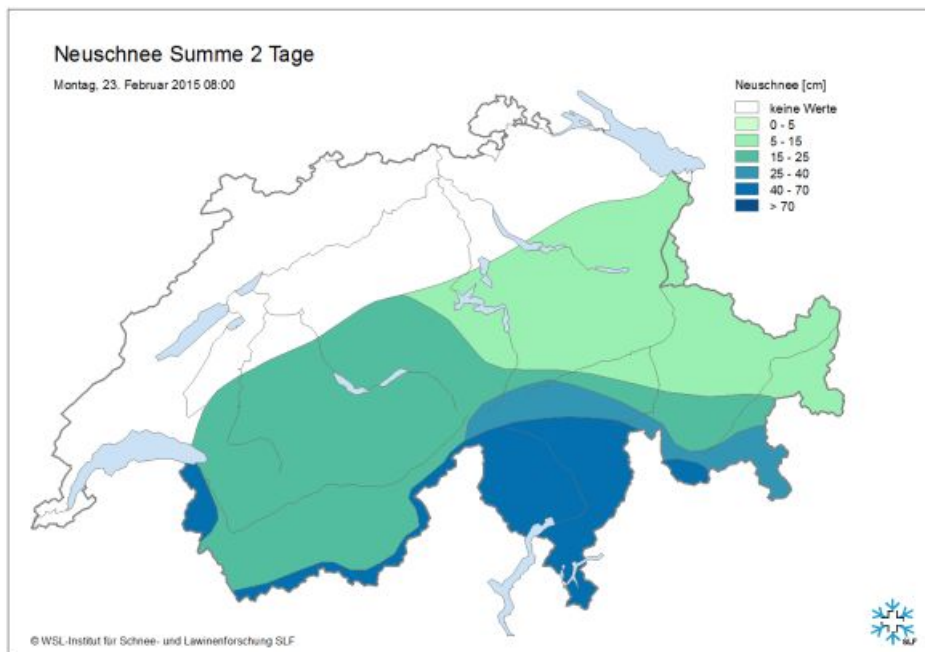 Neuschnee Summe 2 Tage
Montag, 23. Februar 2015 08:00
Neuschnee [cm]
keine Werte
0 - 5
5 - 15
15 - 25
25 - 40
40 - 70
> 70
© WSL-Institut für Schnee- und Lawinenforschung SLF
SLF